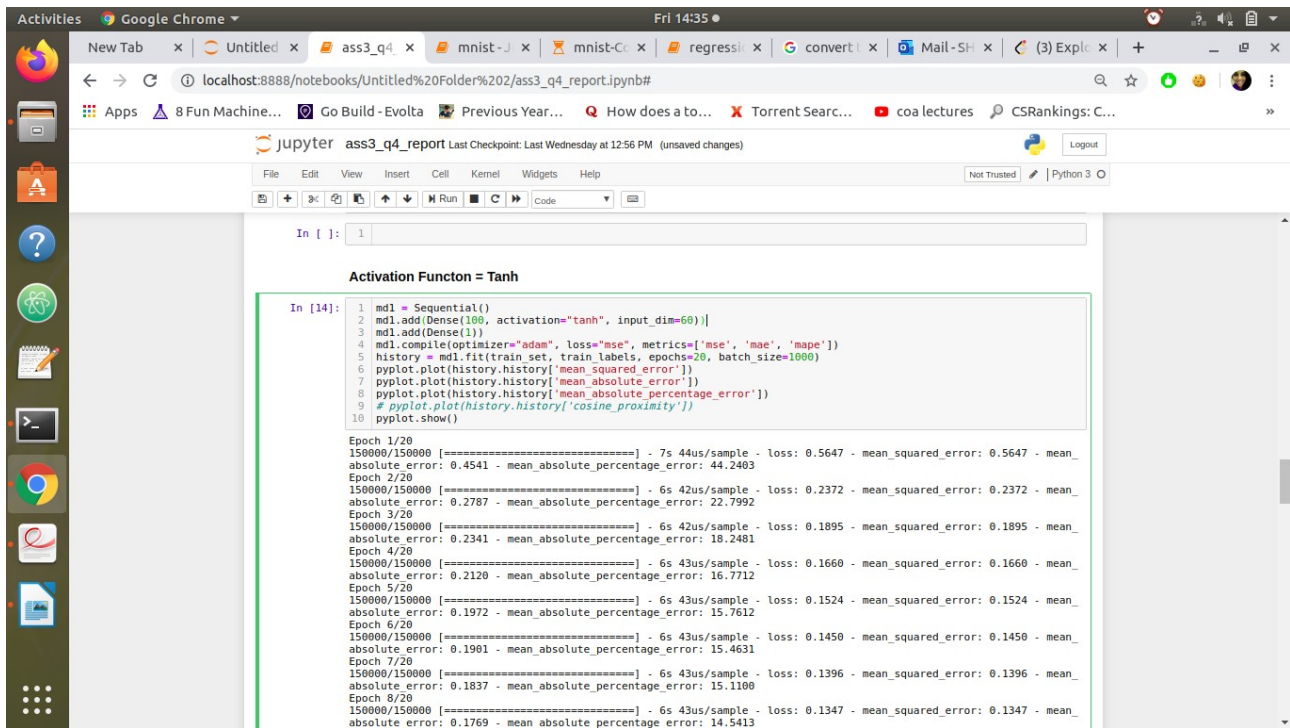 Activities Google Chrome ▾ Fri 14:35 ●
New Tab × Untitled × ass3_q4_ × mnist - J × mnist-Co × regressio × convert t × Mail - SH × (3) Explo × +
localhost:8888/notebooks/Untitled%20Folder%202/ass3_q4_report.ipynb#
Apps 8 Fun Machine... Go Build - Evolta Previous Year... How does a to... Torrent Searc... coa lectures CSRankings: C... »
jupyter ass3_q4_report Last Checkpoint: Last Wednesday at 12:56 PM (unsaved changes) Logout
File Edit View Insert Cell Kernel Widgets Help Not Trusted Python 3
Run Code
In [ ]: 1
Activation Functon = Tanh
In [14]: 1 md1 = Sequential()
2 md1.add(Dense(100, activation="tanh", input_dim=60))
3 md1.add(Dense(1))
4 md1.compile(optimizer="adam", loss="mse", metrics=['mse', 'mae', 'mape'])
5 history = md1.fit(train_set, train_labels, epochs=20, batch_size=1000)
6 pyplot.plot(history.history['mean_squared_error'])
7 pyplot.plot(history.history['mean_absolute_error'])
8 pyplot.plot(history.history['mean_absolute_percentage_error'])
9 # pyplot.plot(history.history['cosine_proximity'])
10 pyplot.show()
Epoch 1/20
150000/150000 [==============================] - 7s 44us/sample - loss: 0.5647 - mean_squared_error: 0.5647 - mean_
absolute_error: 0.4541 - mean_absolute_percentage_error: 44.2403
Epoch 2/20
150000/150000 [==============================] - 6s 42us/sample - loss: 0.2372 - mean_squared_error: 0.2372 - mean_
absolute_error: 0.2787 - mean_absolute_percentage_error: 22.7992
Epoch 3/20
150000/150000 [==============================] - 6s 42us/sample - loss: 0.1895 - mean_squared_error: 0.1895 - mean_
absolute_error: 0.2341 - mean_absolute_percentage_error: 18.2481
Epoch 4/20
150000/150000 [==============================] - 6s 43us/sample - loss: 0.1660 - mean_squared_error: 0.1660 - mean_
absolute_error: 0.2120 - mean_absolute_percentage_error: 16.7712
Epoch 5/20
150000/150000 [==============================] - 6s 43us/sample - loss: 0.1524 - mean_squared_error: 0.1524 - mean_
absolute_error: 0.1972 - mean_absolute_percentage_error: 15.7612
Epoch 6/20
150000/150000 [==============================] - 6s 43us/sample - loss: 0.1450 - mean_squared_error: 0.1450 - mean_
absolute_error: 0.1901 - mean_absolute_percentage_error: 15.4631
Epoch 7/20
150000/150000 [==============================] - 6s 43us/sample - loss: 0.1396 - mean_squared_error: 0.1396 - mean_
absolute_error: 0.1837 - mean_absolute_percentage_error: 15.1100
Epoch 8/20
150000/150000 [==============================] - 6s 43us/sample - loss: 0.1347 - mean_squared_error: 0.1347 - mean_
absolute_error: 0.1769 - mean_absolute_percentage_error: 14.5413